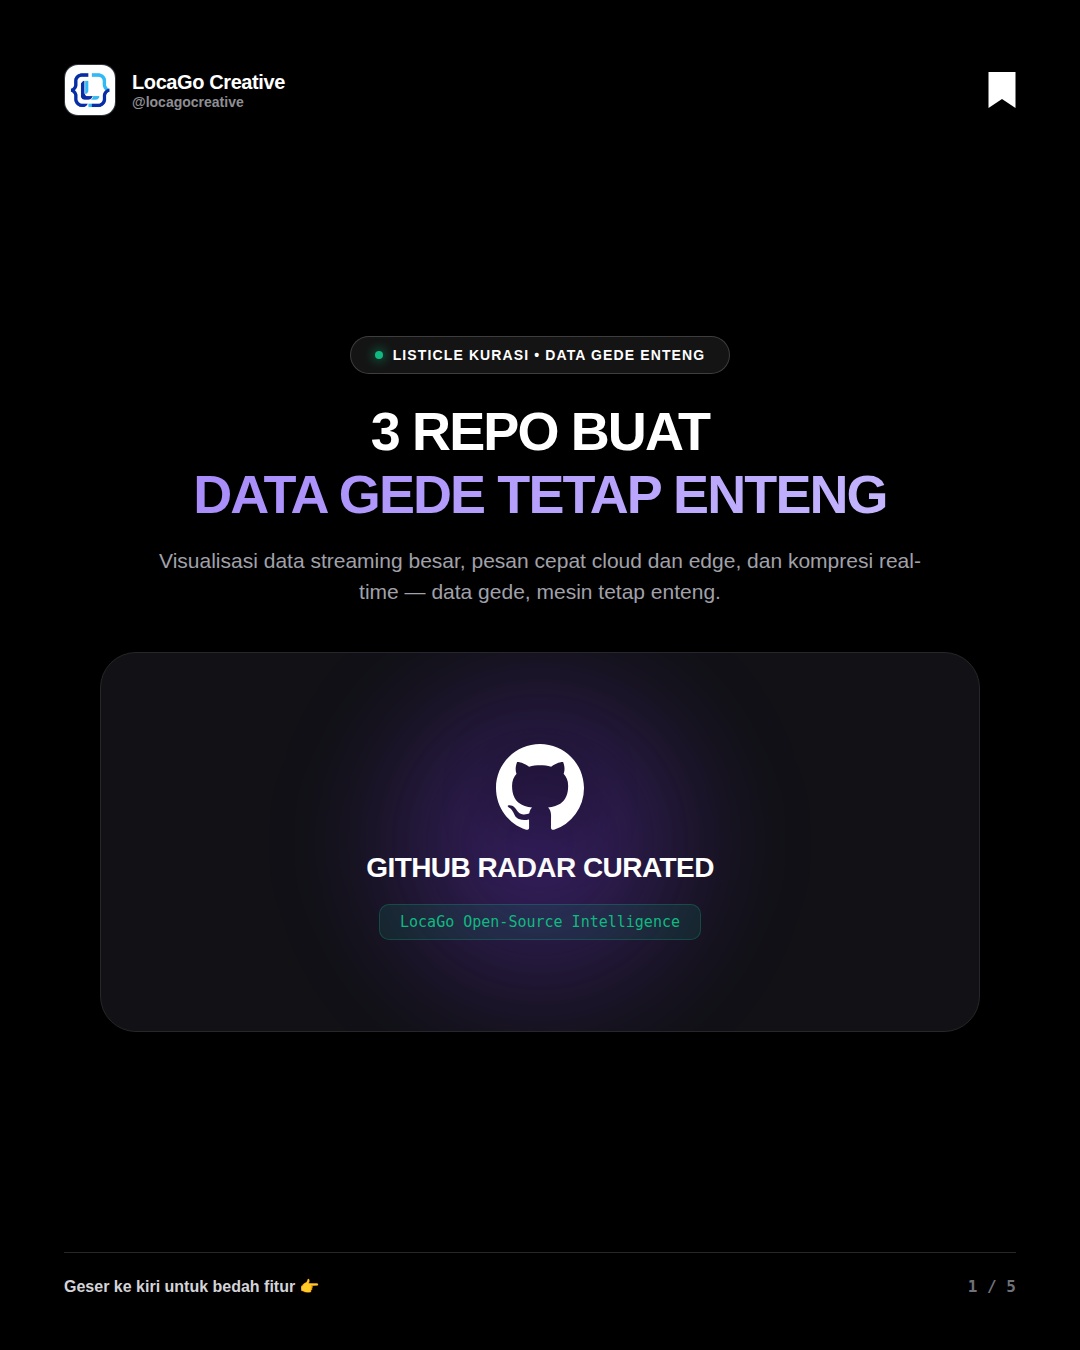 LocaGo Creative
@locagocreative
LISTICLE KURASI • DATA GEDE ENTENG
3 REPO BUAT
DATA GEDE TETAP ENTENG
Visualisasi data streaming besar, pesan cepat cloud dan edge, dan kompresi real-
time — data gede, mesin tetap enteng.
GITHUB RADAR CURATED
LocaGo Open-Source Intelligence
Geser ke kiri untuk bedah fitur 👉
1 / 5